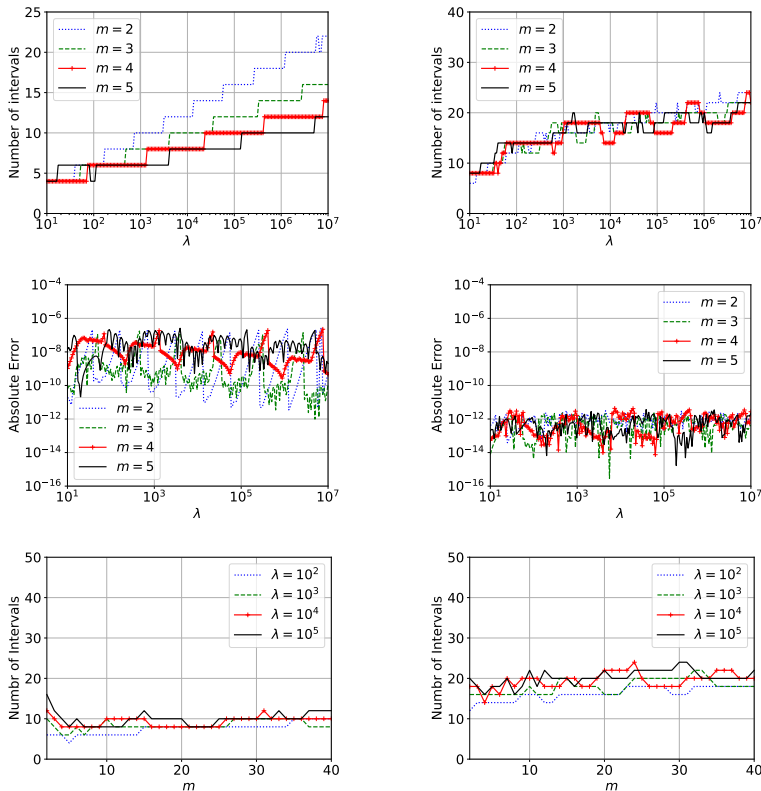 Number of intervals
25
20
15
10
5
0
m = 2
m = 3
m = 4
m = 5
10^1 10^2 10^3 10^4 10^5 10^6 10^7
λ
Number of intervals
40
30
20
10
0
m = 2
m = 3
m = 4
m = 5
10^1 10^2 10^3 10^4 10^5 10^6 10^7
λ
Absolute Error
10^−4
10^−6
10^−8
10^−10
10^−12
10^−14
10^−16
m = 2
m = 3
m = 4
m = 5
10^1 10^3 10^5 10^7
λ
Absolute Error
10^−4
10^−6
10^−8
10^−10
10^−12
10^−14
10^−16
m = 2
m = 3
m = 4
m = 5
10^1 10^3 10^5 10^7
λ
Numbr of Intervals
50
40
30
20
10
0
λ = 10^2
λ = 10^3
λ = 10^4
λ = 10^5
10 20 30 40
m
Numbr of Intervals
50
40
30
20
10
0
λ = 10^2
λ = 10^3
λ = 10^4
λ = 10^5
10 20 30 40
m